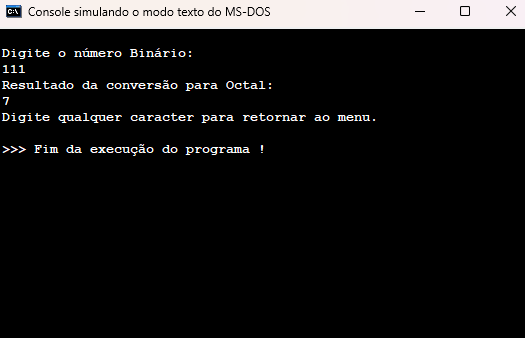 Console simulando o modo texto do MS-DOS
Digite o número Binário:
111
Resultado da conversão para Octal:
7
Digite qualquer caracter para retornar ao menu.
>>> Fim da execução do programa !